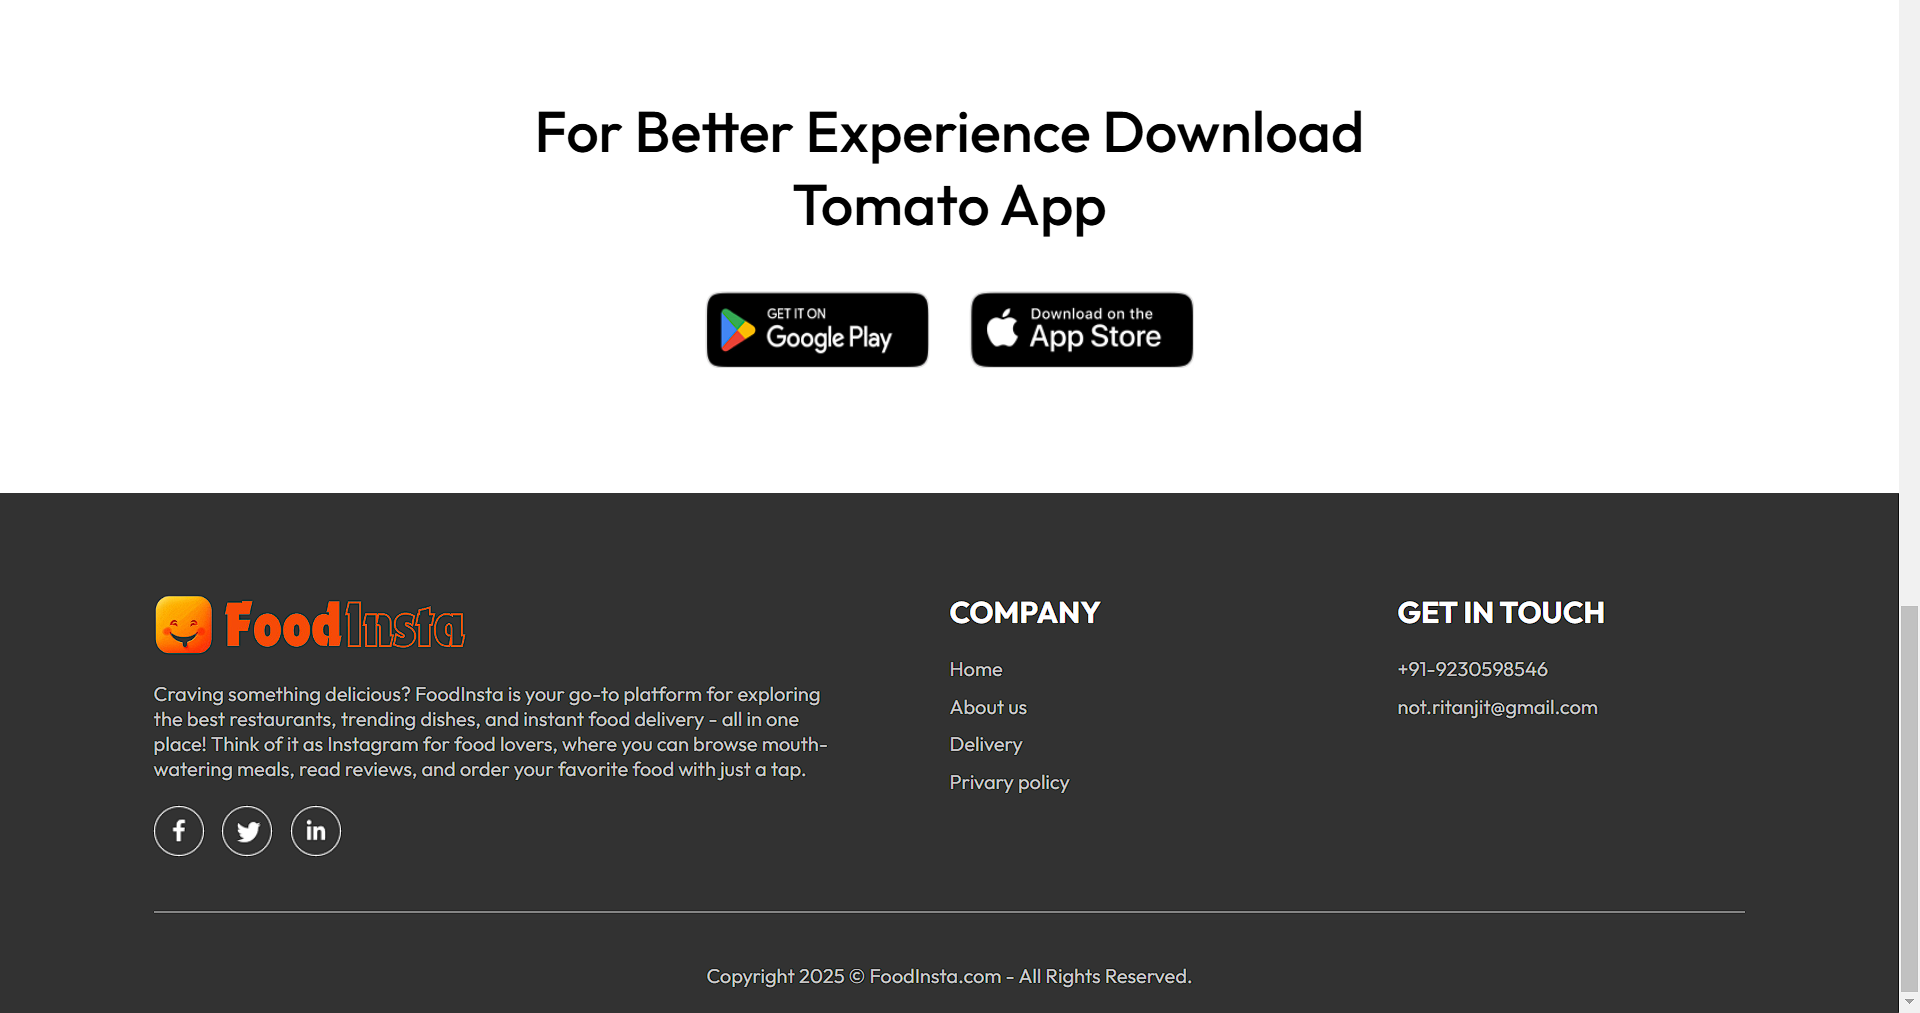 For Better Experience Download
Tomato App
GET IT ON
Google Play
Download on the
App Store
FoodInsta
Craving something delicious? FoodInsta is your go-to platform for exploring
the best restaurants, trending dishes, and instant food delivery - all in one
place! Think of it as Instagram for food lovers, where you can browse mouth-
watering meals, read reviews, and order your favorite food with just a tap.
f
in
COMPANY
Home
About us
Delivery
Privary policy
GET IN TOUCH
+91-9230598546
not.ritanjit@gmail.com
Copyright 2025 © FoodInsta.com - All Rights Reserved.